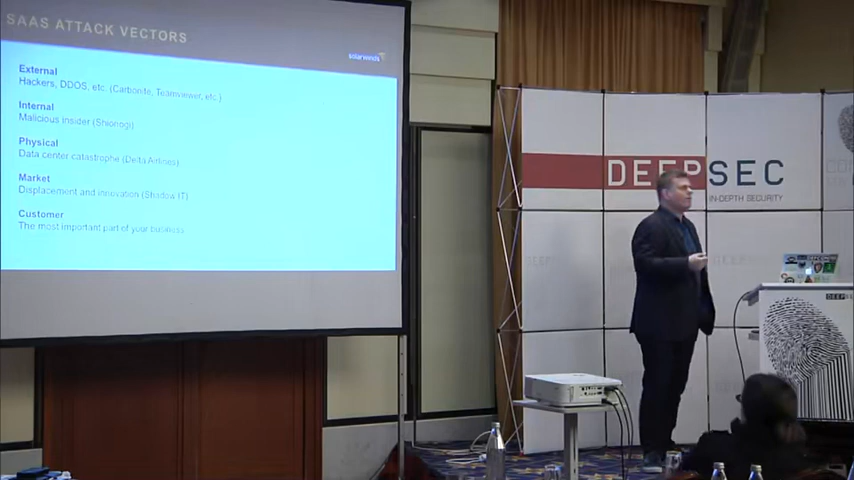 SAAS ATTACK VECTORS
solarwinds
External
Hackers, DDOS, etc. (Carbonite, Teamviewer, etc.)
Internal
Malicious insider (Shionogi)
Physical
Data center catastrophe (Delta Airlines)
Market
Displacement and innovation (Shadow IT)
Customer
The most important part of your business
DEEPSEC
IN-DEPTH SECURITY
DEEPSEC